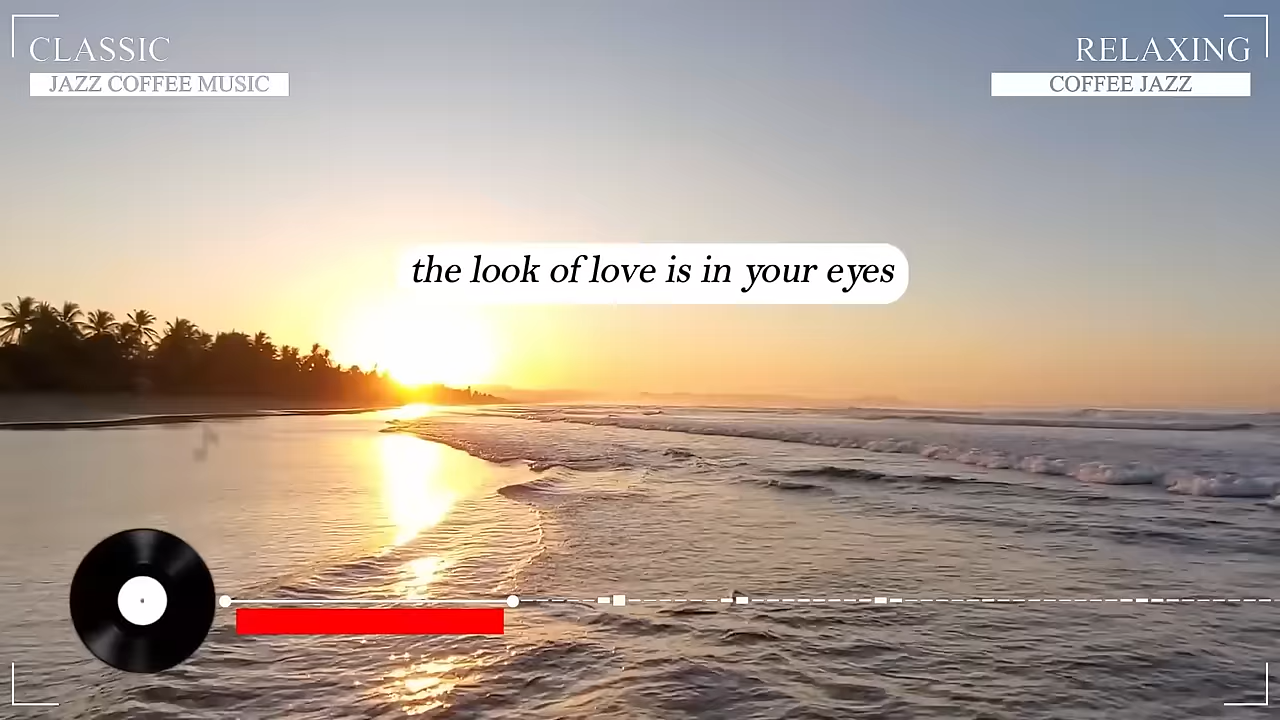 CLASSIC
JAZZ COFFEE MUSIC
RELAXING
COFFEE JAZZ
the look of love is in your eyes